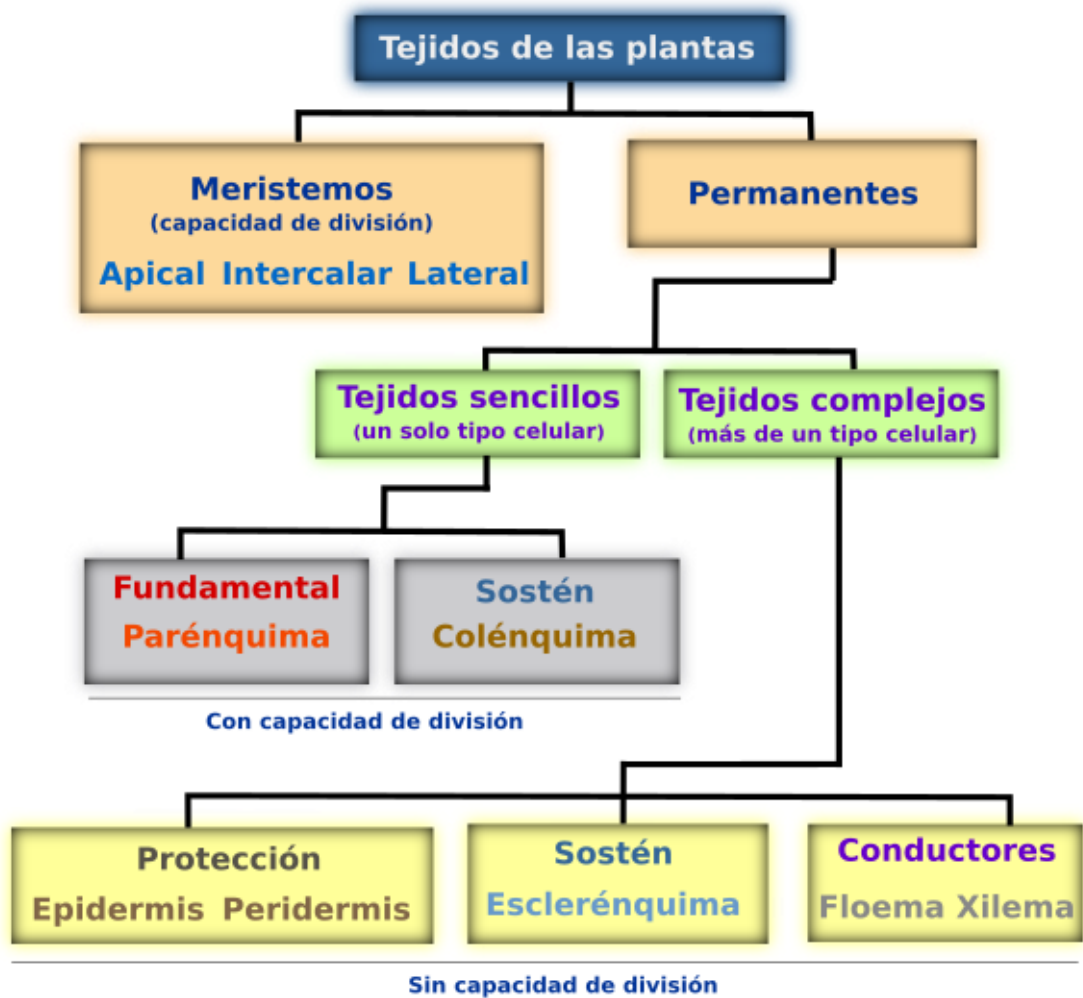 Tejidos de las plantas
Meristemos
(capacidad de división)
Apical Intercalar Lateral
Permanentes
Tejidos sencillos
(un solo tipo celular)
Tejidos complejos
(más de un tipo celular)
Fundamental
Parénquima
Sostén
Colénquima
Con capacidad de división
Protección
Epidermis Peridermis
Sostén
Esclerénquima
Conductores
Floema Xilema
Sin capacidad de división